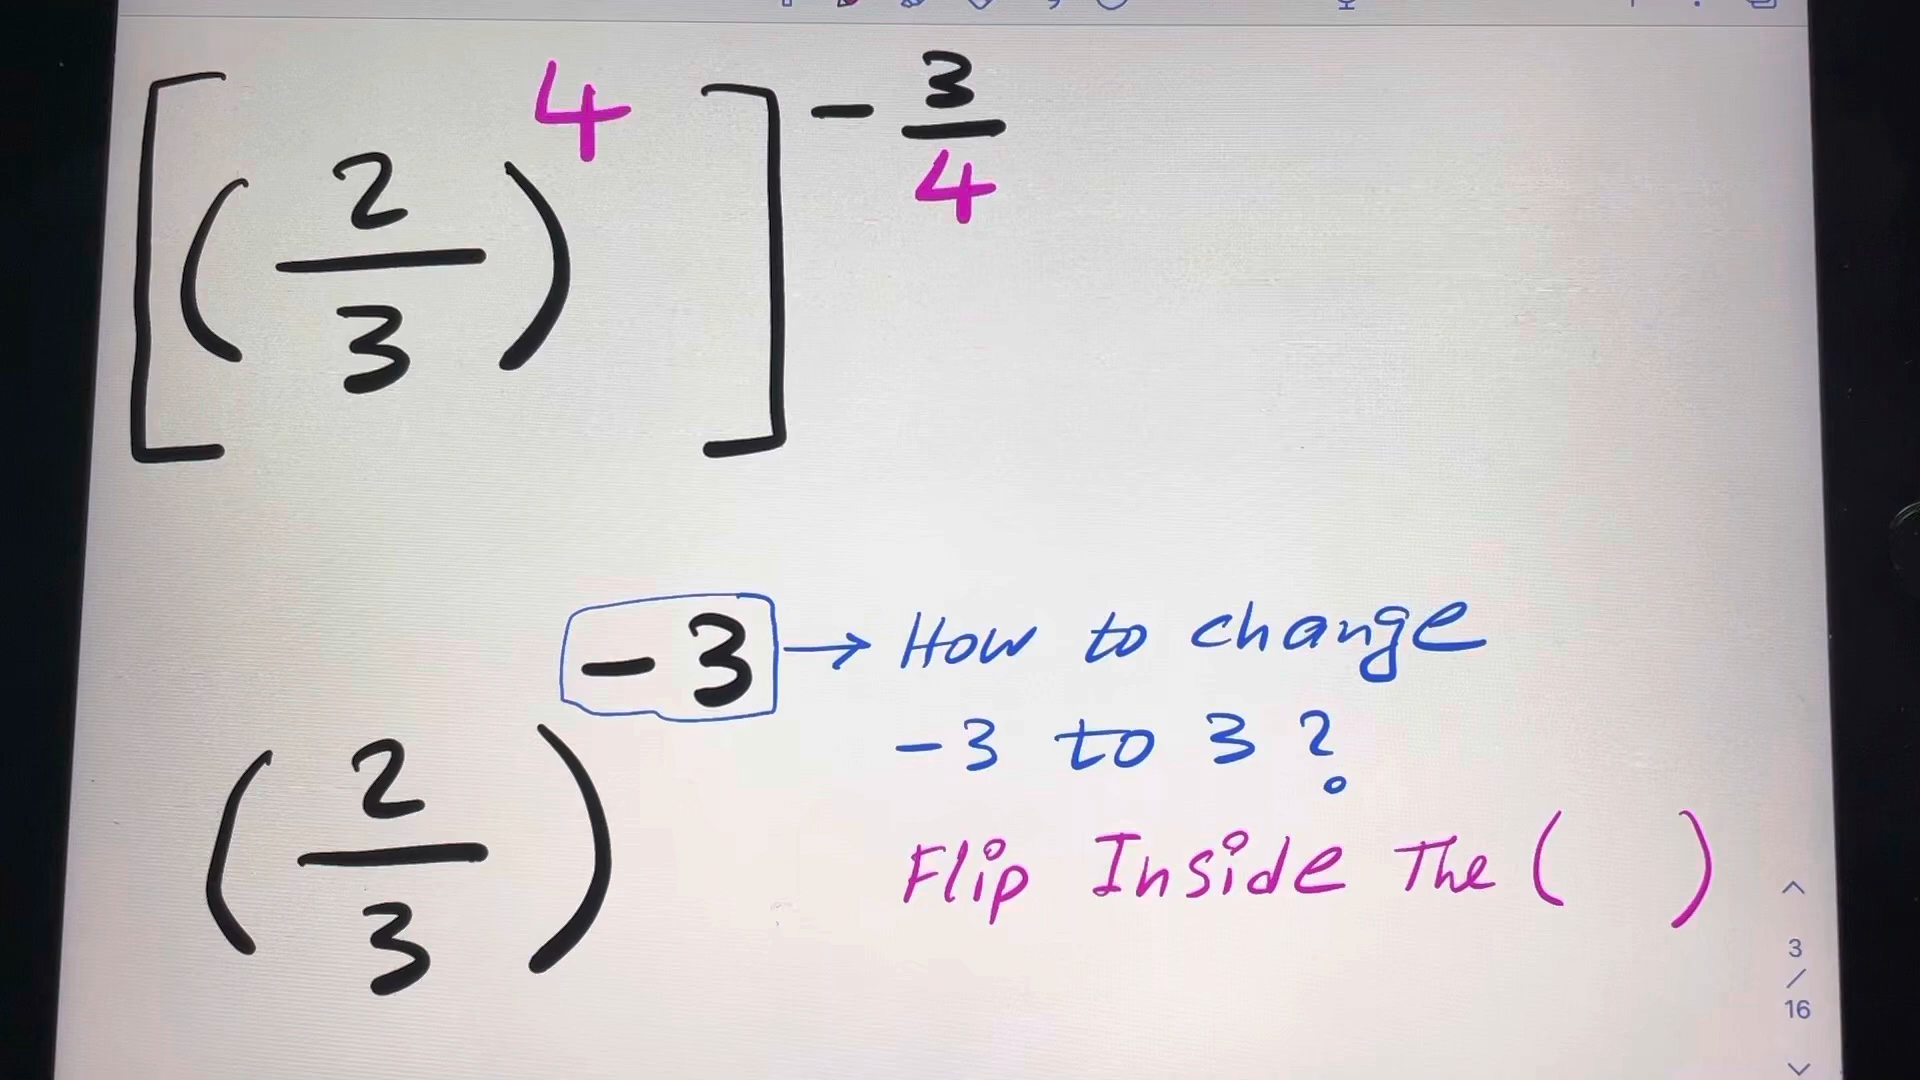 [(2/3)^4]^-3/4
(2/3)^-3 → How to change
-3 to 3 ?
Flip Inside The ( )
3
/
16